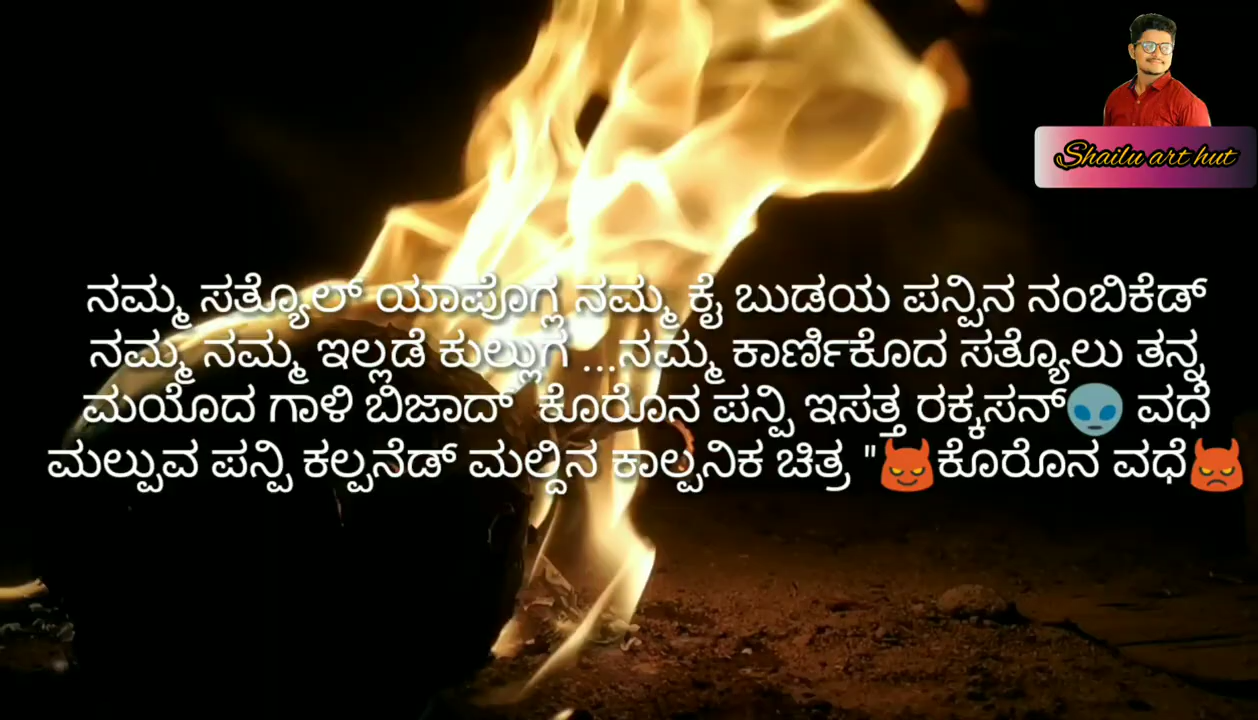 Shailu art hut
ನಮ್ಮ ಸತ್ಯೊಲ್ ಯಾಪೊಗ್ಲ ನಮ್ಮ ಕೈ ಬುಡಯ ಪನ್ಪಿನ ನಂಬಿಕೆಡ್
ನಮ್ಮ ನಮ್ಮ ಇಲ್ಲಡೆ ಕುಲ್ಲುಗ ...ನಮ್ಮ ಕಾರ್ಣಿಕೊದ ಸತ್ಯೊಲು ತನ್ನ
ಮಯೊದ ಗಾಳಿ ಬಿಜಾದ್ ಕೊರೊನ ಪನ್ಪಿ ಇಸತ್ತ ರಕ್ಕಸನ್👽 ವಧೆ
ಮಲ್ಪುವ ಪನ್ಪಿ ಕಲ್ಪನೆಡ್ ಮಲ್ದಿನ ಕಾಲ್ಪನಿಕ ಚಿತ್ರ "😈ಕೊರೊನ ವಧೆ👿